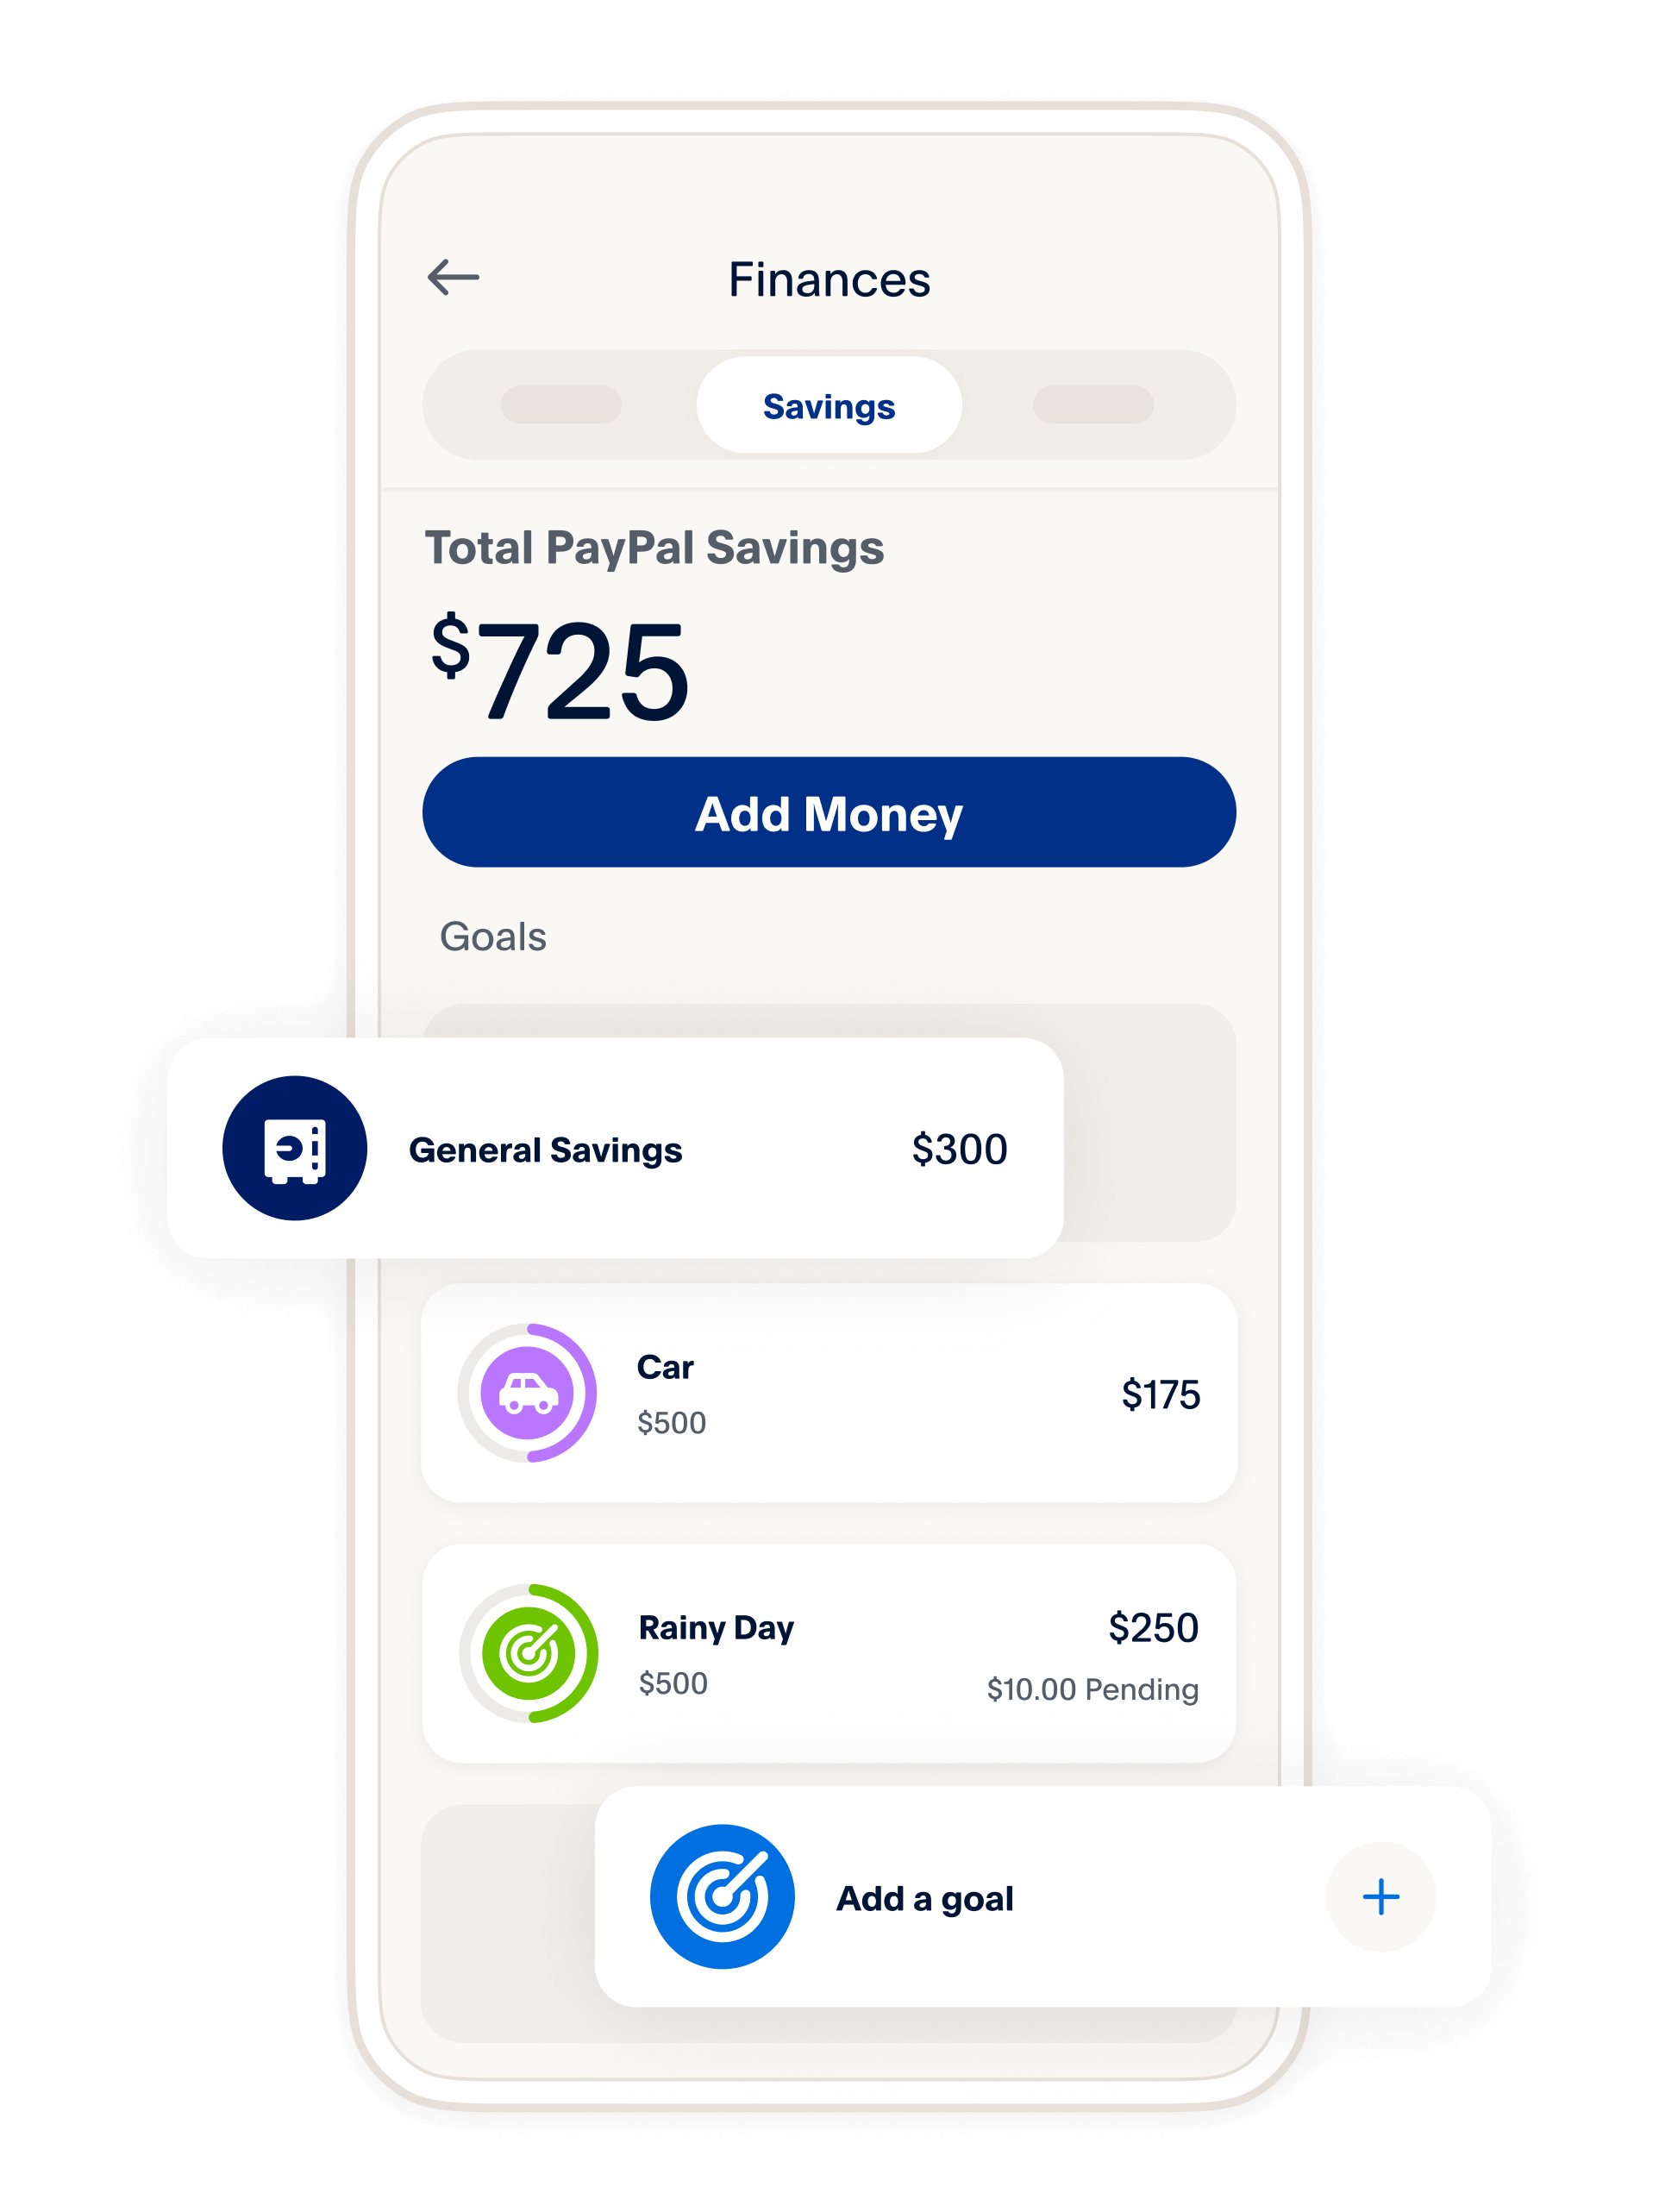 Finances
Savings
Total PayPal Savings
$725
Add Money
Goals
General Savings
$300
Car
$500
$175
Rainy Day
$500
$250
$10.00 Pending
Add a goal